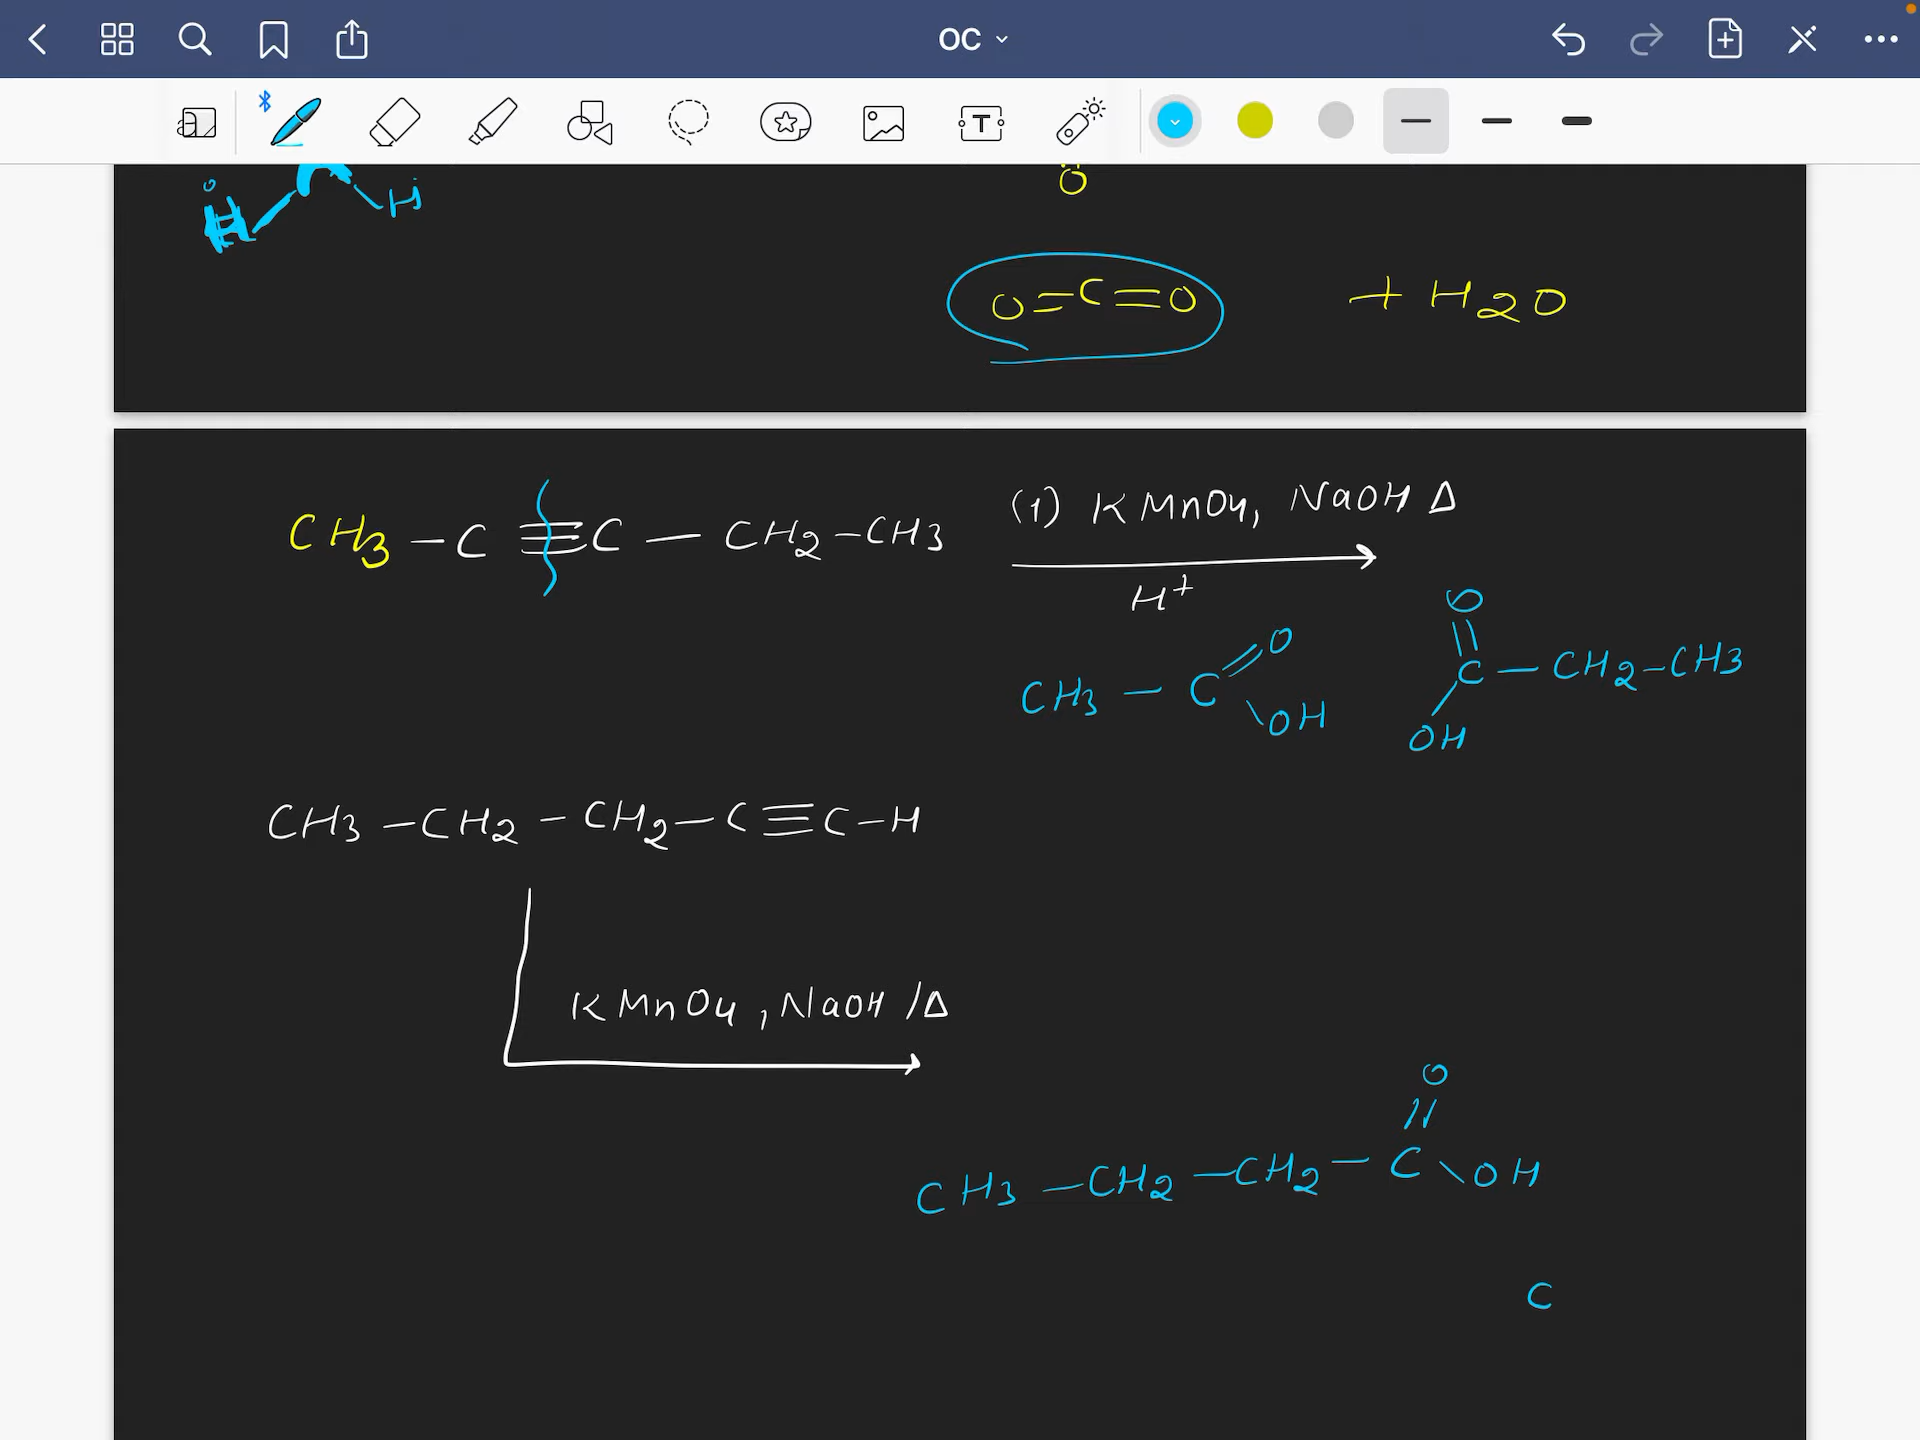 OC
T
H H
O
O=C=O + H2O
CH3-C≡C-CH2-CH3 (1) KMnO4, NaOH Δ
H+
CH3-C=O
OH
O
C-CH2-CH3
OH
CH3-CH2-CH2-C≡C-H
KMnO4, NaOH /Δ
O
CH3-CH2-CH2-C-OH
C